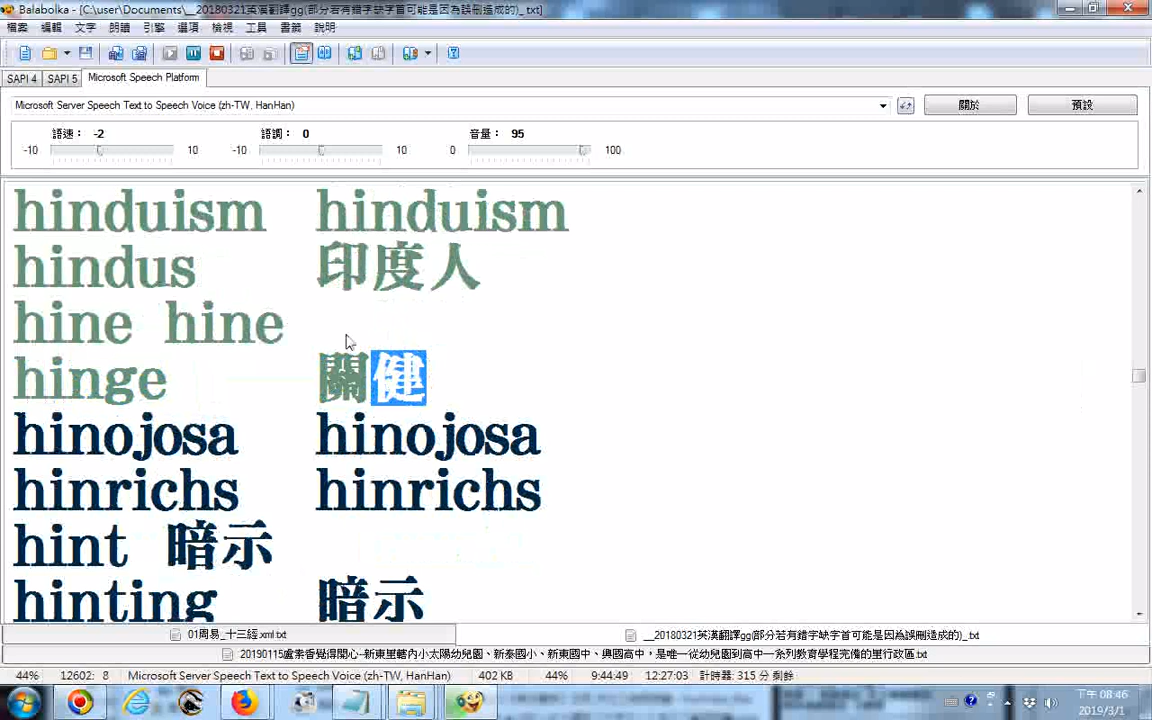 Balabolka - [C:\user\Documents\__20180321英漢翻譯gg(部分若有錯字缺字首可能是因為誤刪造成的)_.txt]
檔案 編輯 文字 朗讀 引擎 選項 檢視 工具 書籤 說明
SAPI 4 SAPI 5 Microsoft Speech Platform
Microsoft Server Speech Text to Speech Voice (zh-TW, HanHan) 關於 預設
語速： -2 語調： 0 音量： 95
-10 10 -10 10 0 100
hinduism hinduism
hindus 印度人
hine hine
hinge 關健
hinojosa hinojosa
hinrichs hinrichs
hint 暗示
hinting 暗示
01周易_十三經.xml.txt __20180321英漢翻譯gg(部分若有錯字缺字首可能是因為誤刪造成的)_.txt
20190115盧素香覺得開心--新東里轄內小太陽幼兒園、新泰國小、新東國中、興國高中，是唯一從幼兒園到高中一系列教育學程完備的里行政區.txt
44% 12602: 8 Microsoft Server Speech Text to Speech Voice (zh-TW, HanHan) 402 KB 44% 9:44:49 12:27:03 計時器: 315 分 剩餘
下午 08:46
2019/3/1